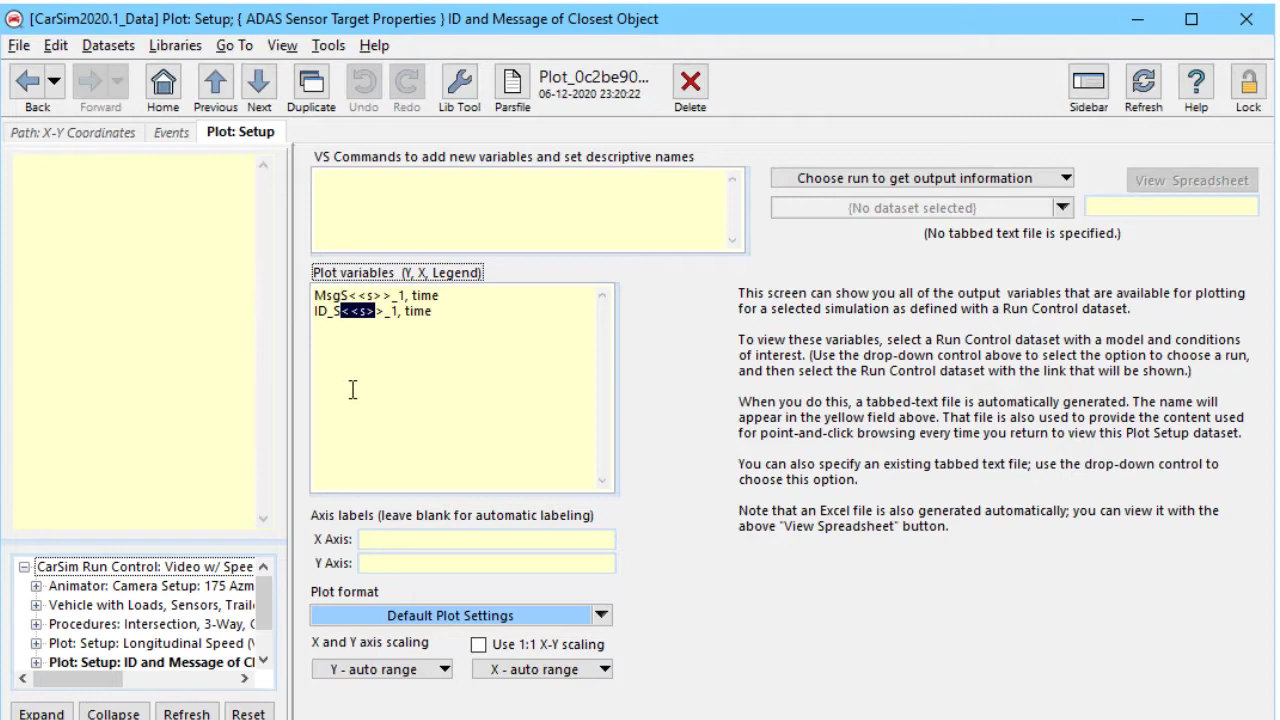 [CarSim2020.1_Data] Plot: Setup; { ADAS Sensor Target Properties } ID and Message of Closest Object
File Edit Datasets Libraries Go To View Tools Help
Back Forward Home Previous Next Duplicate Undo Redo Lib Tool Parsfile
Plot_0c2be90...
06-12-2020 23:20:22
Delete Sidebar Refresh Help Lock
Path: X-Y Coordinates Events Plot: Setup
VS Commands to add new variables and set descriptive names
Choose run to get output information
View Spreadsheet
{No dataset selected}
(No tabbed text file is specified.)
Plot variables (Y, X, Legend)
MsgS<<s>>_1, time
ID_S<<s>>_1, time
This screen can show you all of the output variables that are available for plotting
for a selected simulation as defined with a Run Control dataset.
To view these variables, select a Run Control dataset with a model and conditions
of interest. (Use the drop-down control above to select the option to choose a run,
and then select the Run Control dataset with the link that will be shown.)
When you do this, a tabbed-text file is automatically generated. The name will
appear in the yellow field above. That file is also used to provide the content used
for point-and-click browsing every time you return to view this Plot Setup dataset.
You can also specify an existing tabbed text file; use the drop-down control to
choose this option.
Note that an Excel file is also generated automatically; you can view it with the
above "View Spreadsheet" button.
Axis labels (leave blank for automatic labeling)
X Axis:
Y Axis:
Plot format
Default Plot Settings
X and Y axis scaling
Use 1:1 X-Y scaling
Y - auto range
X - auto range
CarSim Run Control: Video w/ Spee
Animator: Camera Setup: 175 Azm
Vehicle with Loads, Sensors, Traile
Procedures: Intersection, 3-Way, C
Plot: Setup: Longitudinal Speed (V
Plot: Setup: ID and Message of Cl
Expand Collapse Refresh Reset